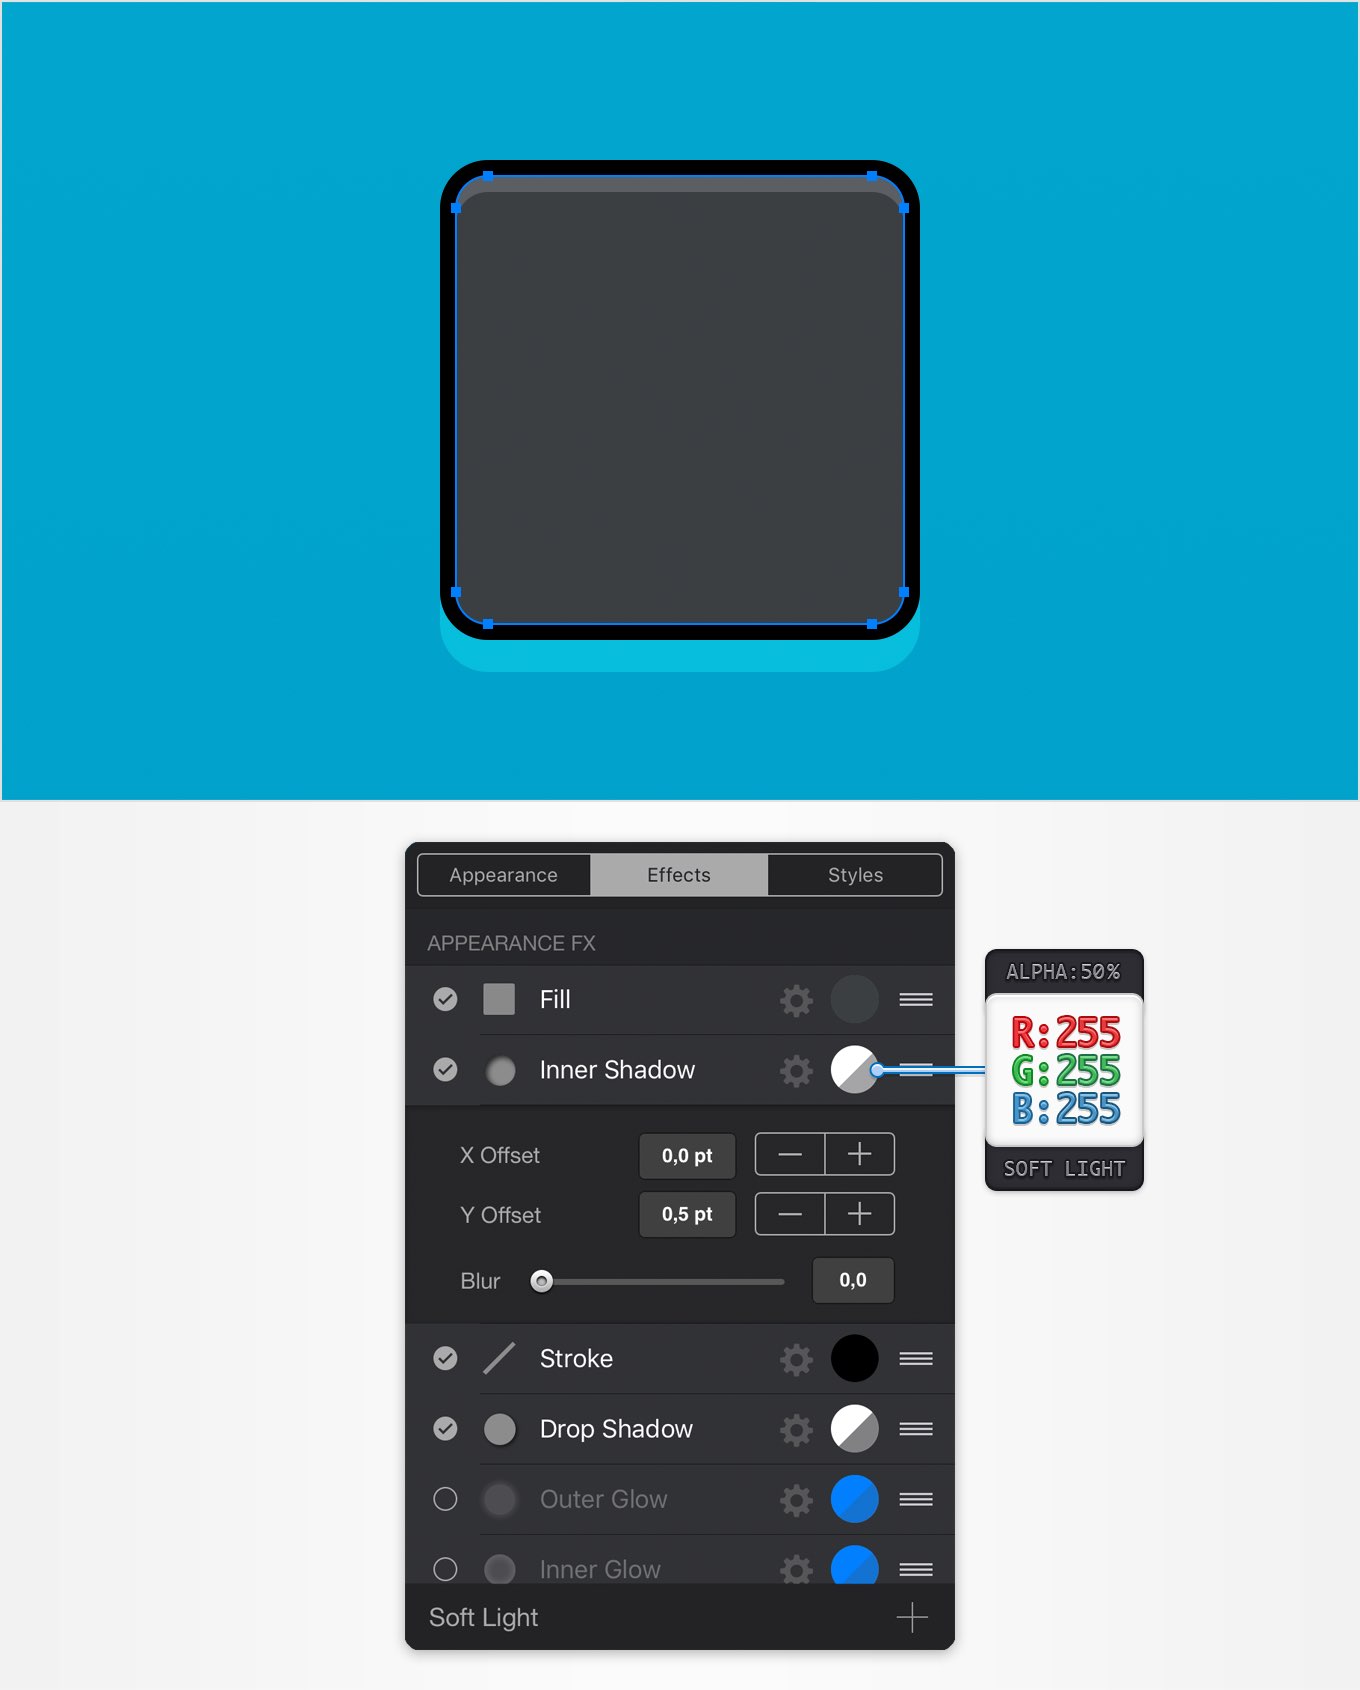 Appearance
Effects
Styles
APPEARANCE FX
Fill
Inner Shadow
X Offset 0,0 pt
Y Offset 0,5 pt
Blur 0,0
Stroke
Drop Shadow
Outer Glow
Inner Glow
Soft Light
ALPHA:50%
R:255
G:255
B:255
SOFT LIGHT